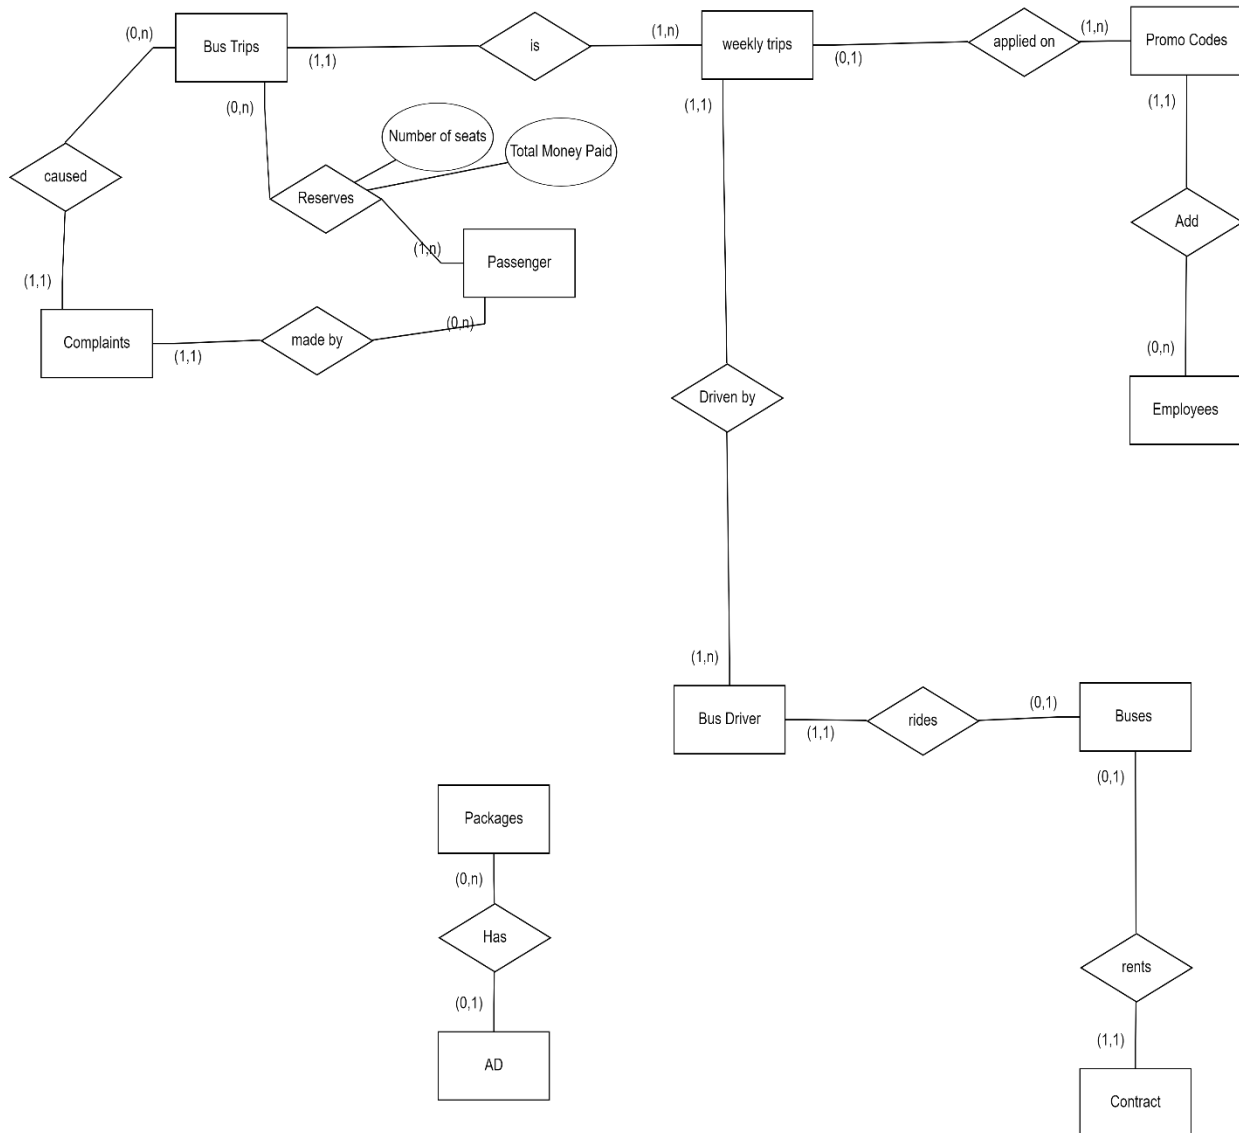 (0,n)
Bus Trips
(1,1)
is
(1,n)
weekly trips
(0,1)
applied on
(1,n)
Promo Codes
(0,n)
(1,1)
(1,1)
Number of seats
Total Money Paid
caused
Reserves
Add
(1,n)
Passenger
(1,1)
(0,n)
Complaints
(1,1)
made by
(0,n)
Driven by
Employees
(1,n)
Bus Driver
(1,1)
rides
(0,1)
Buses
(0,1)
Packages
(0,n)
Has
rents
(0,1)
(1,1)
AD
Contract